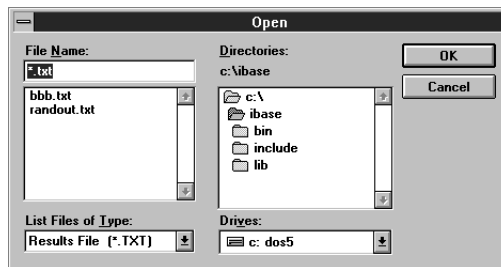 Open
File Name:
*.txt
bbb.txt
randout.txt
List Files of Type:
Results File (*.TXT)
Directories:
c:\ibase
c:\
ibase
bin
include
lib
Drives:
c: dos5
OK
Cancel